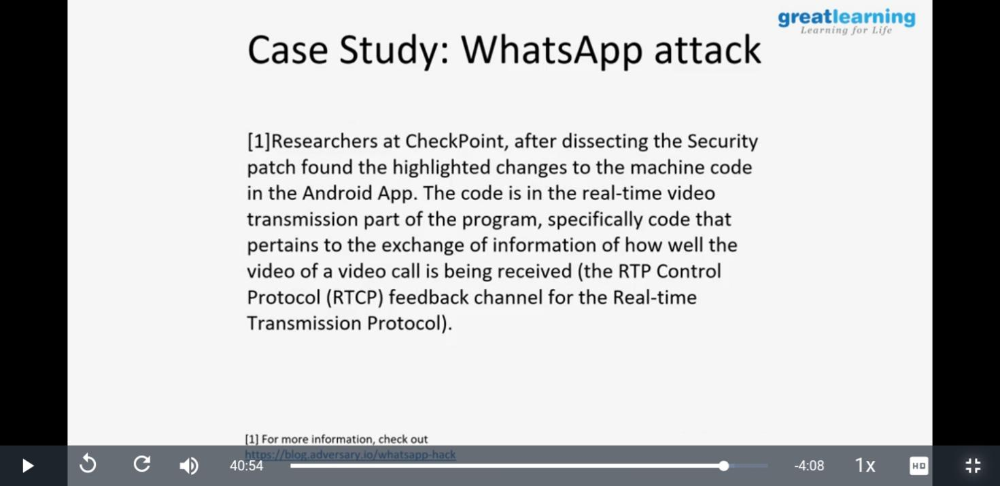 greatlearning
Learning for Life
Case Study: WhatsApp attack
[1]Researchers at CheckPoint, after dissecting the Security
patch found the highlighted changes to the machine code
in the Android App. The code is in the real-time video
transmission part of the program, specifically code that
pertains to the exchange of information of how well the
video of a video call is being received (the RTP Control
Protocol (RTCP) feedback channel for the Real-time
Transmission Protocol).
[1] For more information, check out
https://blog.adversary.io/whatsapp-hack
40:54
-4:08
1x
HD